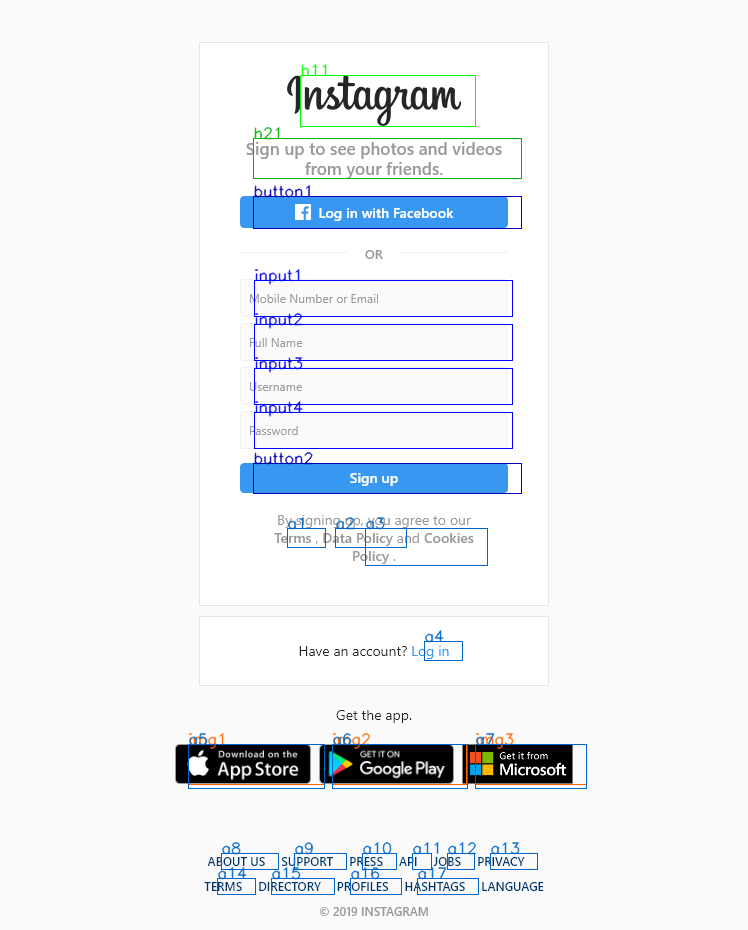 h11
Instagram
h21
Sign up to see photos and videos
from your friends.
button1
Log in with Facebook
OR
input1
Mobile Number or Email
input2
Full Name
input3
Username
input4
Password
button2
Sign up
By signing up, you agree to our
a1 a2 a3
Terms , Data Policy and Cookies
Policy .
a4
Have an account? Log in
Get the app.
a5 img1 a6 img2 a7 img3
Download on the GET IT ON Get it from
App Store Google Play Microsoft
a8 a9 a10 a11 a12 a13
ABOUT US SUPPORT PRESS API JOBS PRIVACY
a14 a15 a16 a17
TERMS DIRECTORY PROFILES HASHTAGS LANGUAGE
© 2019 INSTAGRAM